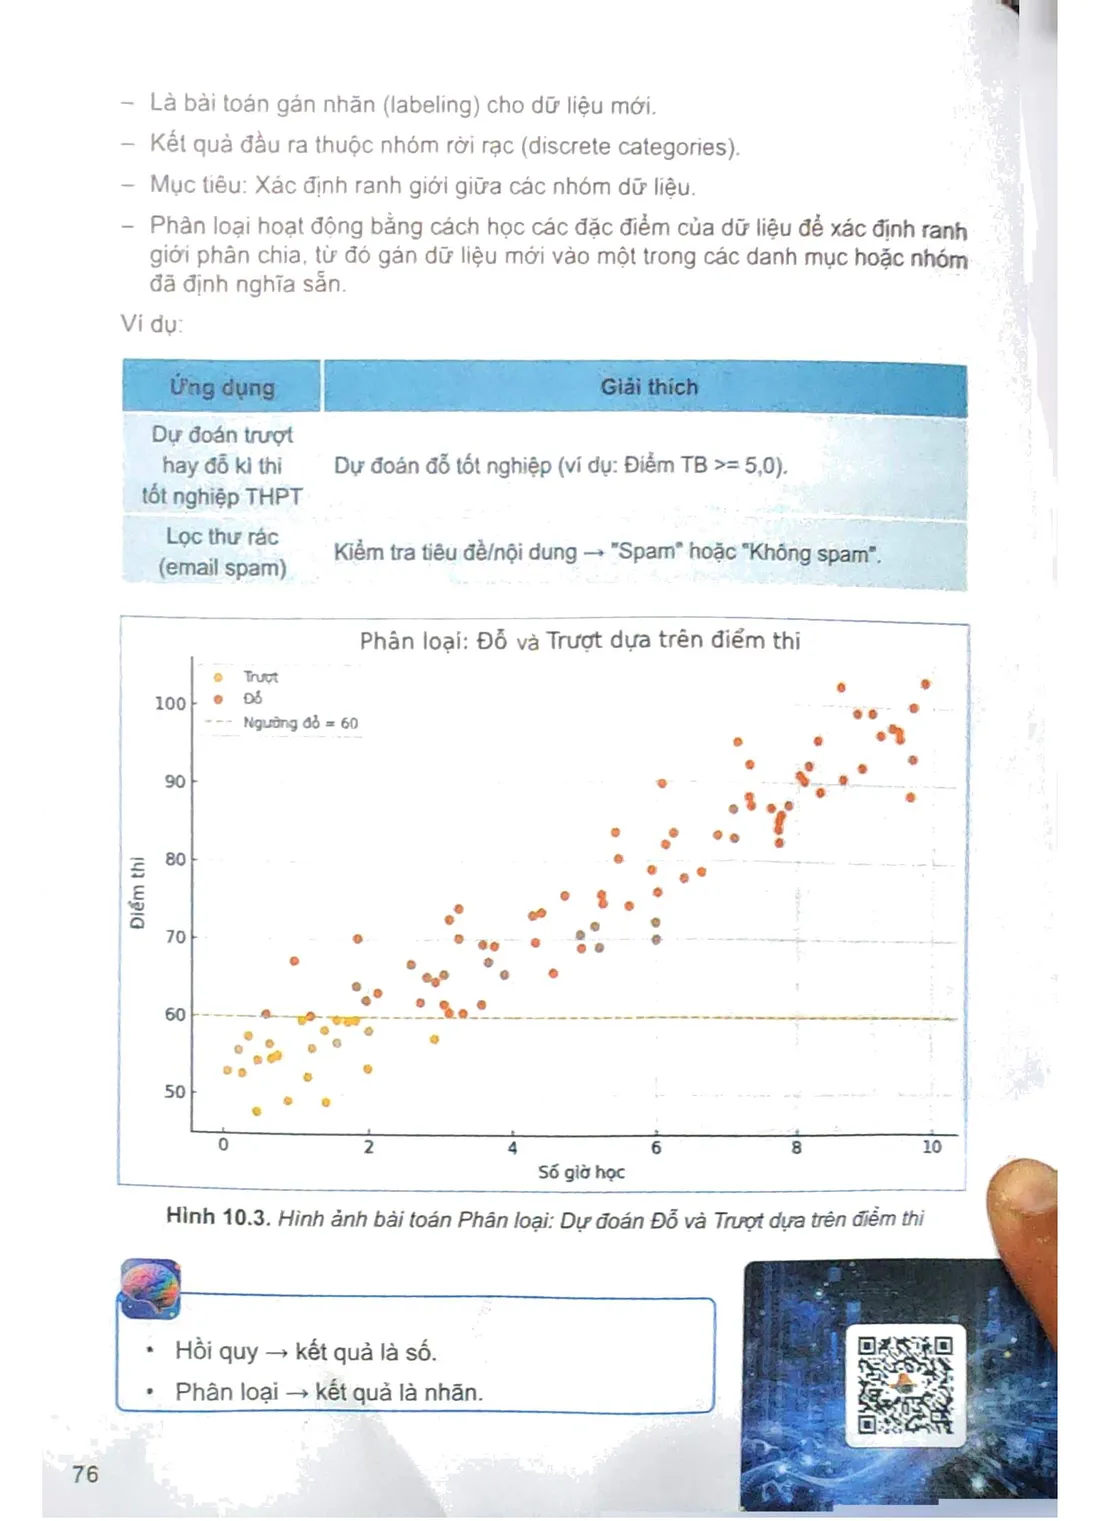 – Là bài toán gán nhãn (labeling) cho dữ liệu mới.
– Kết quả đầu ra thuộc nhóm rời rạc (discrete categories).
– Mục tiêu: Xác định ranh giới giữa các nhóm dữ liệu.
– Phân loại hoạt động bằng cách học các đặc điểm của dữ liệu để xác định ranh
giới phân chia, từ đó gán dữ liệu mới vào một trong các danh mục hoặc nhóm
đã định nghĩa sẵn.
Ví dụ:
Ứng dụng
Giải thích
Dự đoán trượt
hay đỗ kì thi
tốt nghiệp THPT
Dự đoán đỗ tốt nghiệp (ví dụ: Điểm TB >= 5,0).
Lọc thư rác
(email spam)
Kiểm tra tiêu đề/nội dung → "Spam" hoặc "Không spam".
Phân loại: Đỗ và Trượt dựa trên điểm thi
Trượt
Đỗ
Ngưỡng đỗ = 60
100
90
80
70
60
50
Điểm thi
0 2 4 6 8 10
Số giờ học
Hình 10.3. Hình ảnh bài toán Phân loại: Dự đoán Đỗ và Trượt dựa trên điểm thi
• Hồi quy → kết quả là số.
• Phân loại → kết quả là nhãn.
76